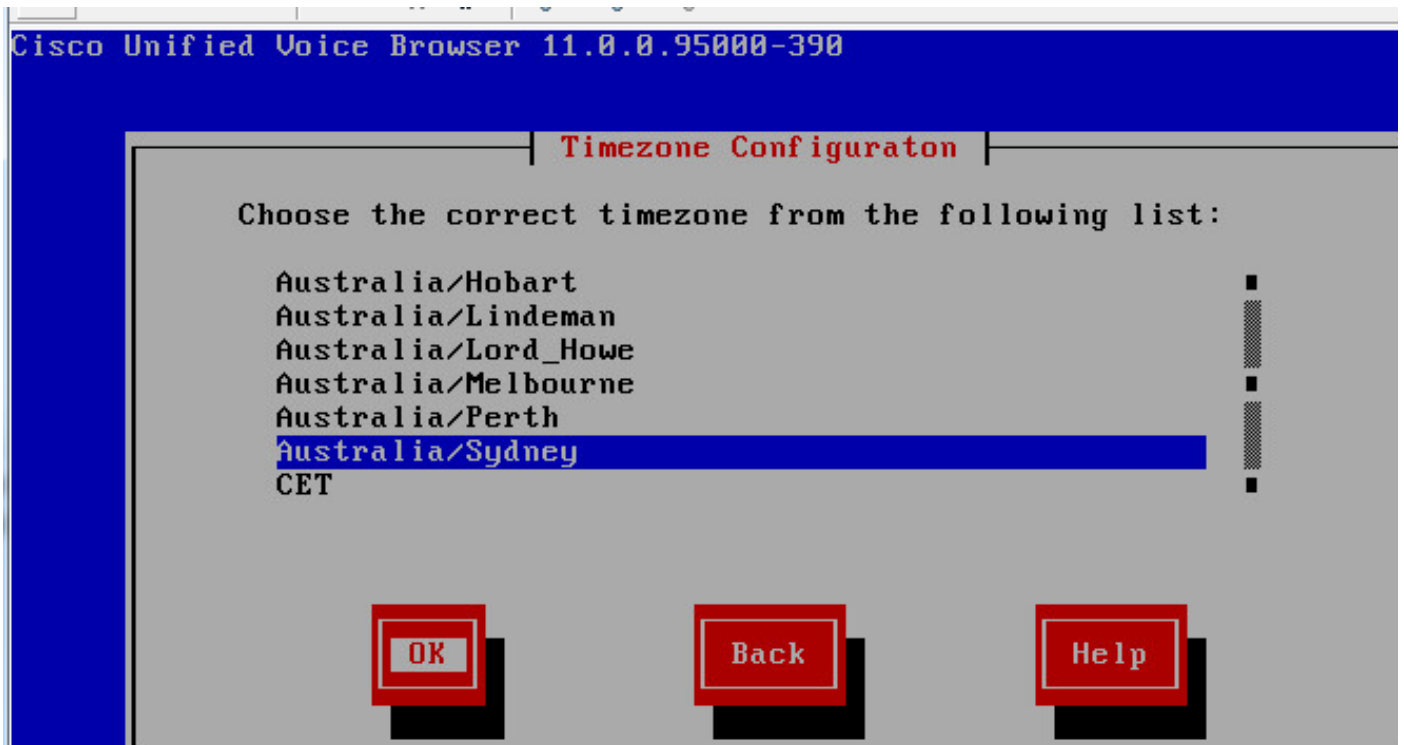 Cisco Unified Voice Browser 11.0.0.95000-390
Timezone Configuraton
Choose the correct timezone from the following list:
Australia/Hobart
Australia/Lindeman
Australia/Lord_Howe
Australia/Melbourne
Australia/Perth
Australia/Sydney
CET
OK Back Help